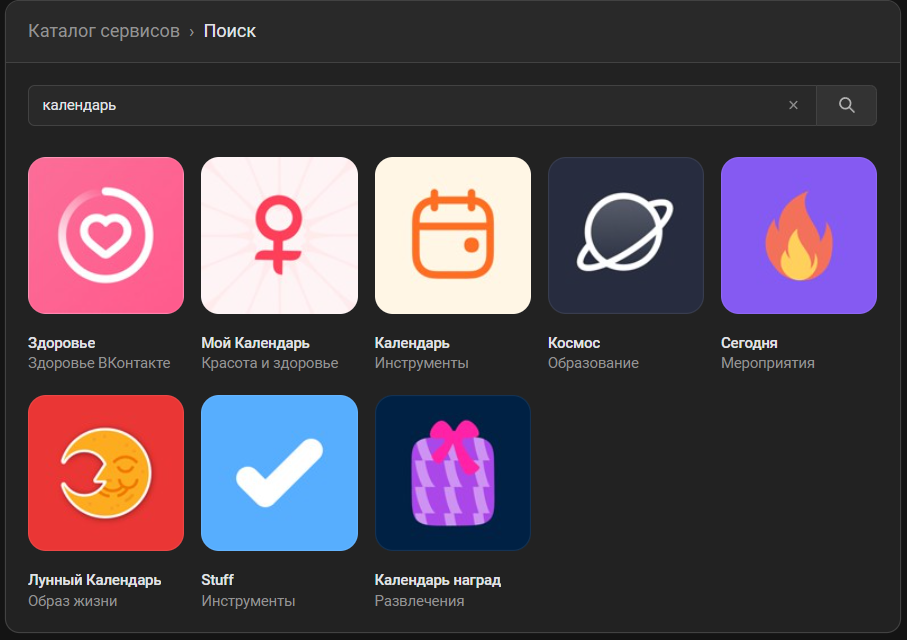 Каталог сервисов › Поиск
календарь
Здоровье
Здоровье ВКонтакте
Мой Календарь
Красота и здоровье
Календарь
Инструменты
Космос
Образование
Сегодня
Мероприятия
Лунный Календарь
Образ жизни
Stuff
Инструменты
Календарь наград
Развлечения